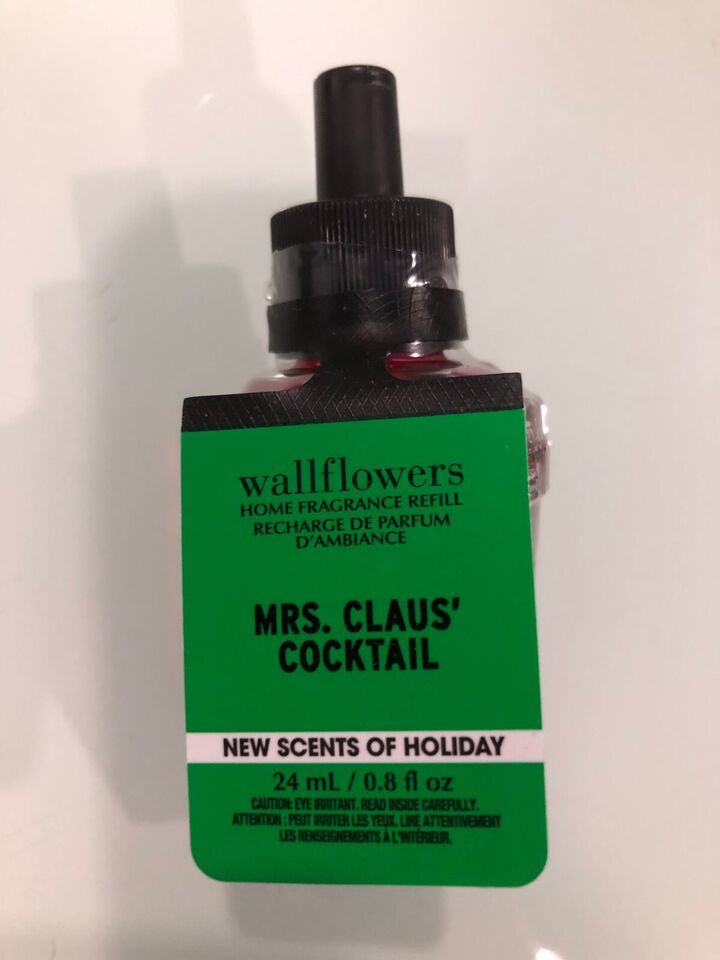 wallflowers
HOME FRAGRANCE REFILL
RECHARGE DE PARFUM
D'AMBIANCE
MRS. CLAUS'
COCKTAIL
NEW SCENTS OF HOLIDAY
24 mL / 0.8 fl oz
CAUTION: EYE IRRITANT. READ INSIDE CAREFULLY.
ATTENTION : PEUT IRRITER LES YEUX. LIRE ATTENTIVEMENT
LES RENSEIGNEMENTS À L'INTÉRIEUR.